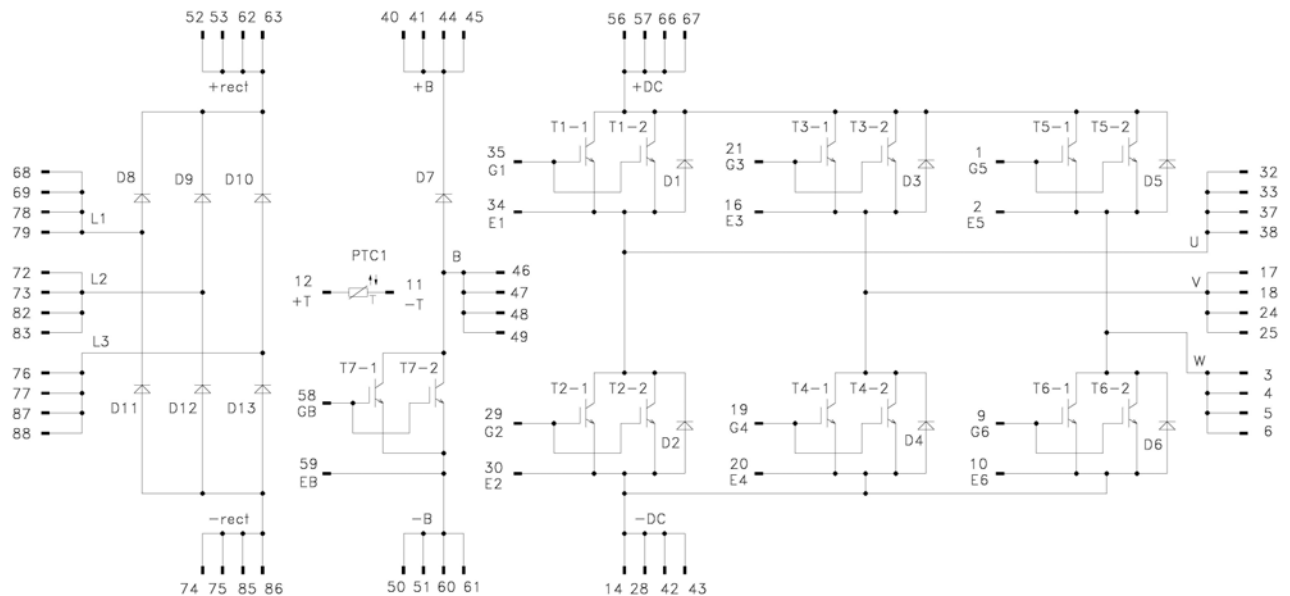 52 53 62 63 40 41 44 45 56 57 66 67
+rect +B +DC
T1-1 T1-2 T3-1 T3-2 T5-1 T5-2
35 21 1
G1 G3 G5
68 D8 D9 D10 D7 D1 D3 D5 32
69 33
78 34 16 2 37
L1 E1 E3 E5
79 U 38
72 L2 PTC1 B 46 17
73 12 11 47 V 18
+T T -T
82 48 24
83 49 25
L3 W
76 T7-1 T7-2 T2-1 T2-2 T4-1 T4-2 T6-1 T6-2 3
77 58 4
D11 D12 D13 GB
87 29 19 9 5
G2 G4 G6
88 D2 D4 D6 6
59 30 20 10
EB E2 E4 E6
-rect -B -DC
74 75 85 86 50 51 60 61 14 28 42 43